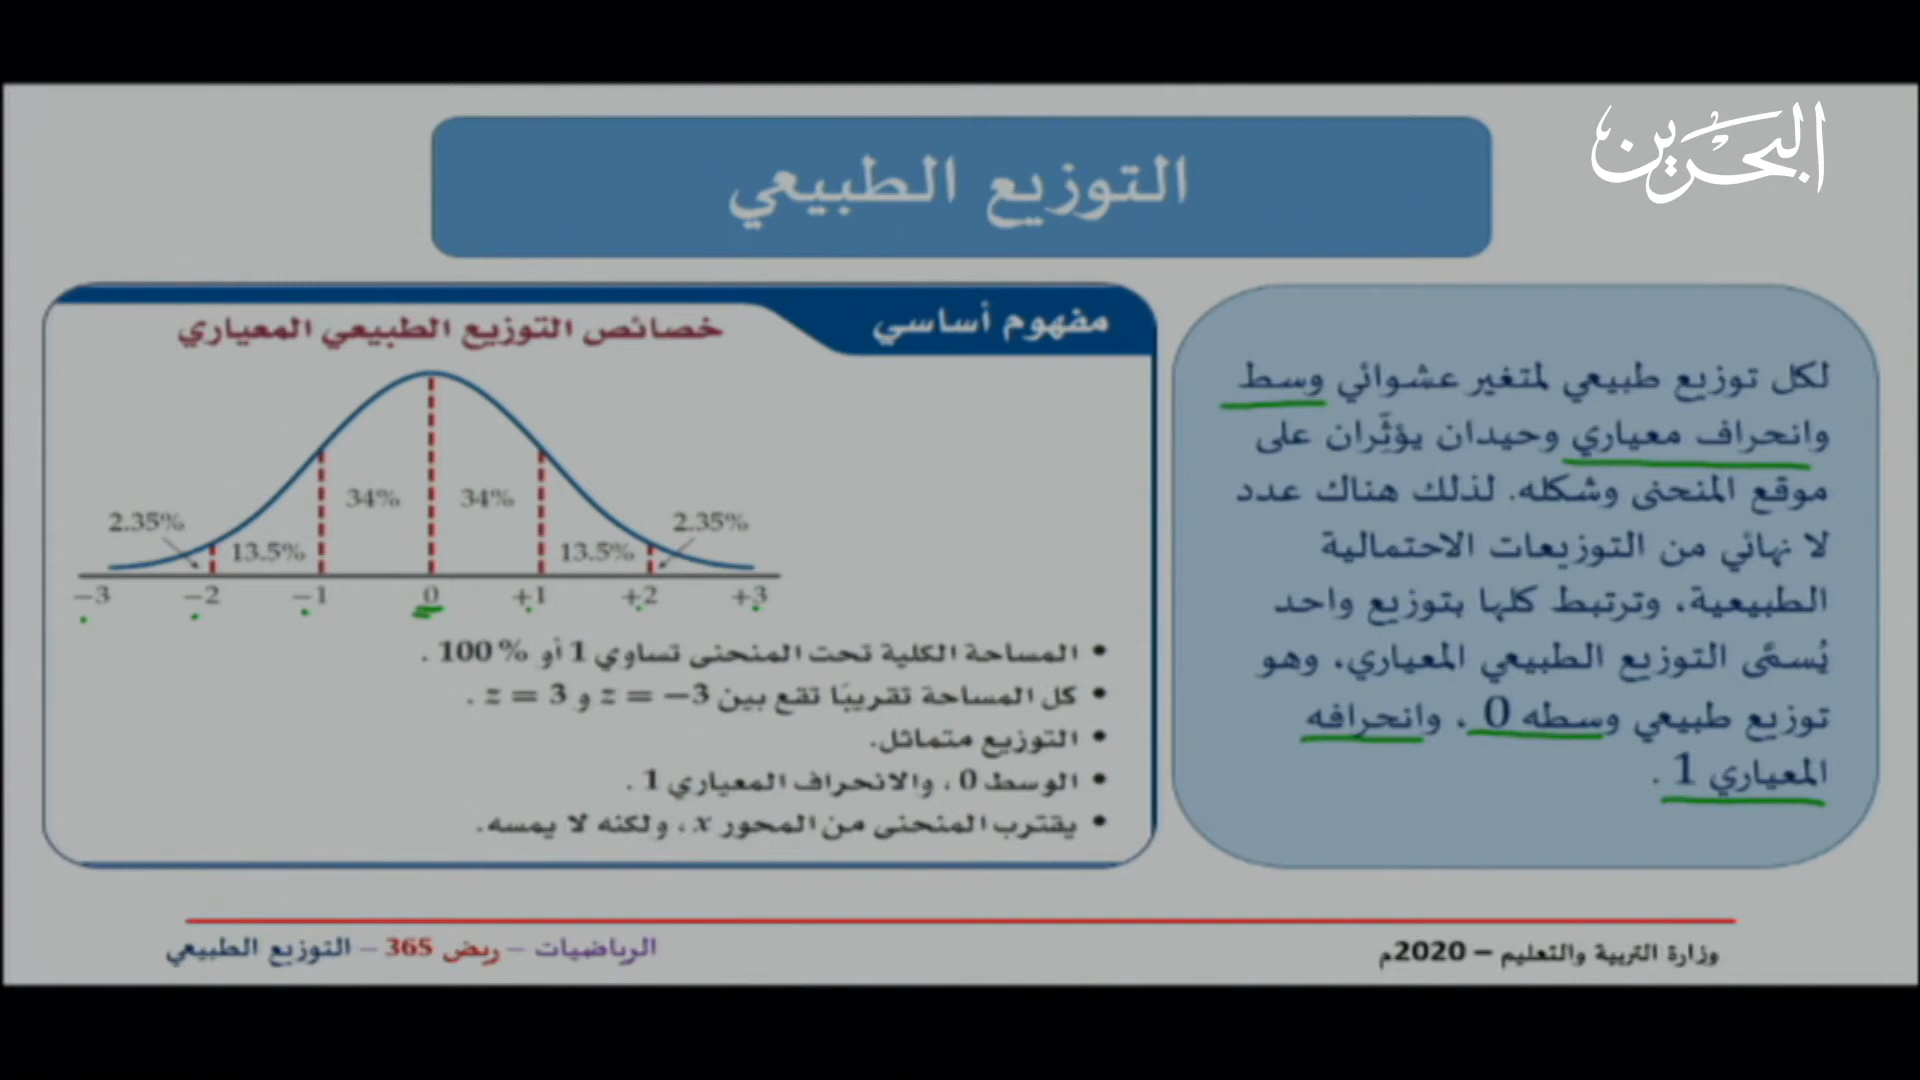 البحرين
التوزيع الطبيعي
لكل توزيع طبيعي لمتغير عشوائي وسط
وانحراف معياري وحيدان يؤثِّران على
موقع المنحنى وشكله. لذلك هناك عدد
لا نهائي من التوزيعات الاحتمالية
الطبيعية، وترتبط كلها بتوزيع واحد
يُسمَّى التوزيع الطبيعي المعياري، وهو
توزيع طبيعي وسطه 0 ، وانحرافه
المعياري 1 .
مفهوم أساسي
خصائص التوزيع الطبيعي المعياري
34% 34%
2.35% 2.35%
13.5% 13.5%
−3 −2 −1 0 +1 +2 +3
• المساحة الكلية تحت المنحنى تساوي 1 أو % 100 .
• كل المساحة تقريبًا تقع بين z = −3 و z = 3 .
• التوزيع متماثل.
• الوسط 0 ، والانحراف المعياري 1 .
• يقترب المنحنى من المحور x ، ولكنه لا يمسه.
وزارة التربية والتعليم – 2020م
الرياضيات – ريض 365 – التوزيع الطبيعي